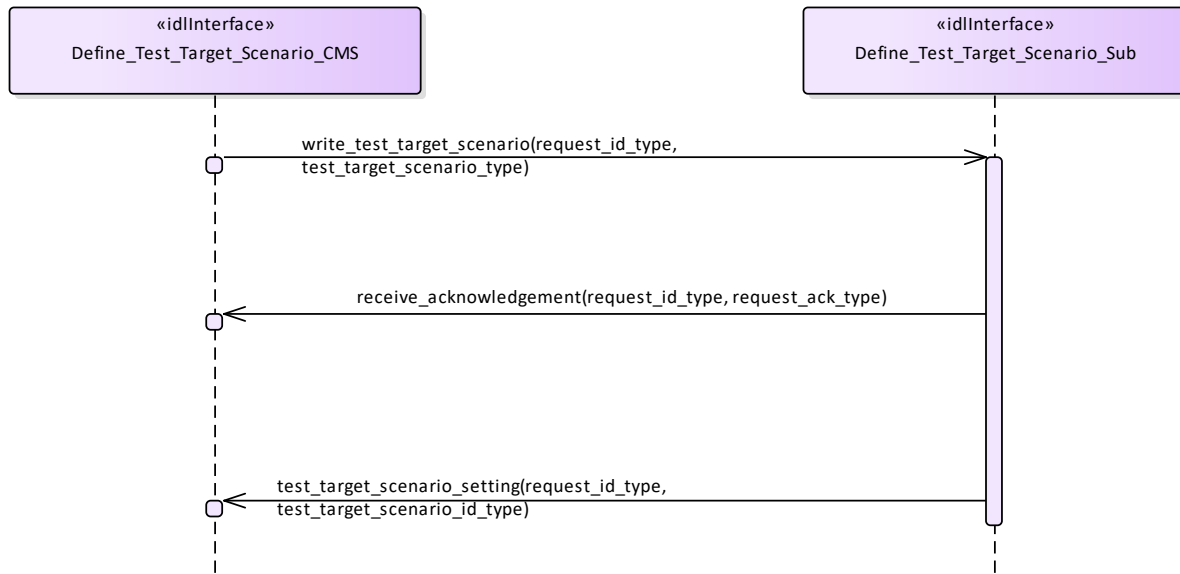 «idlInterface»
Define_Test_Target_Scenario_CMS
«idlInterface»
Define_Test_Target_Scenario_Sub
write_test_target_scenario(request_id_type,
test_target_scenario_type)
receive_acknowledgement(request_id_type, request_ack_type)
test_target_scenario_setting(request_id_type,
test_target_scenario_id_type)